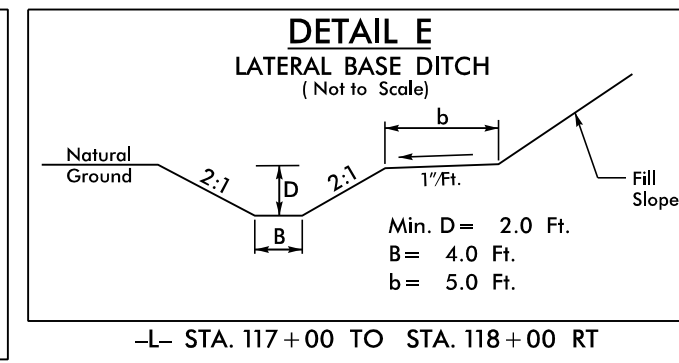 DETAIL E
LATERAL BASE DITCH
( Not to Scale)
b
Natural
Ground
2:1
D
2:1
1"/Ft.
Fill
Slope
B
Min. D = 2.0 Ft.
B = 4.0 Ft.
b = 5.0 Ft.
-L- STA. 117+00 TO STA. 118+00 RT